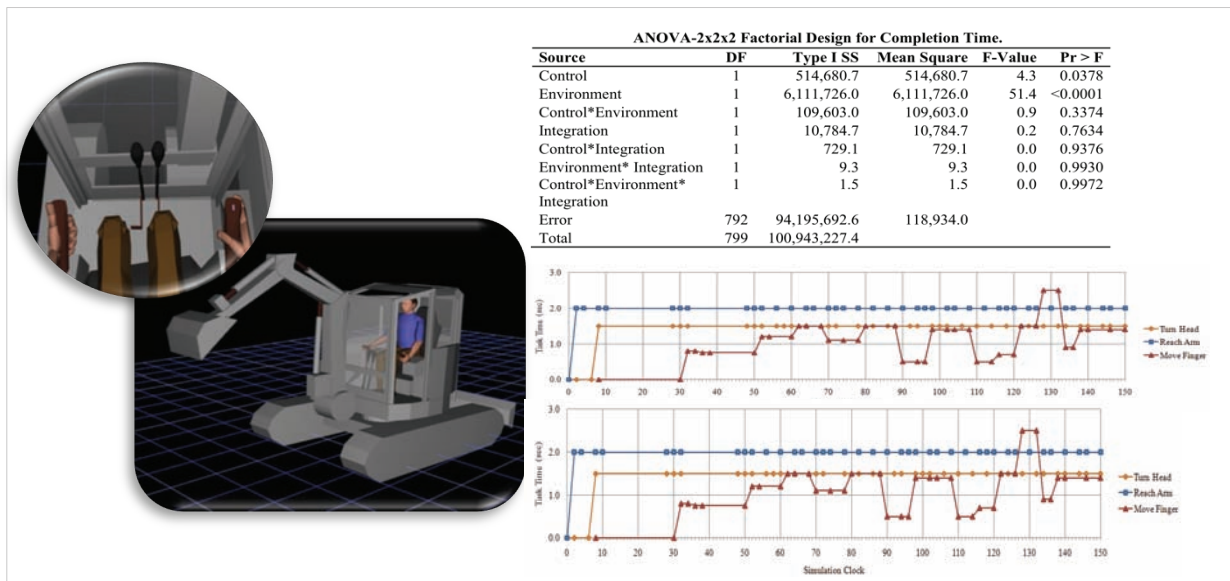 ANOVA-2x2x2 Factorial Design for Completion Time.
Source DF Type I SS Mean Square F-Value Pr > F
Control 1 514,680.7 514,680.7 4.3 0.0378
Environment 1 6,111,726.0 6,111,726.0 51.4 <0.0001
Control*Environment 1 109,603.0 109,603.0 0.9 0.3374
Integration 1 10,784.7 10,784.7 0.2 0.7634
Control*Integration 1 729.1 729.1 0.0 0.9376
Environment* Integration 1 9.3 9.3 0.0 0.9930
Control*Environment* 1 1.5 1.5 0.0 0.9972
Integration
Error 792 94,195,692.6 118,934.0
Total 799 100,943,227.4
Task Time (sec)
3.0
2.0
1.0
0.0
0 10 20 30 40 50 60 70 80 90 100 110 120 130 140 150
Turn Head
Reach Arm
Move Finger
Task Time (sec)
3.0
2.0
1.0
0.0
0 10 20 30 40 50 60 70 80 90 100 110 120 130 140 150
Simulation Clock
Turn Head
Reach Arm
Move Finger